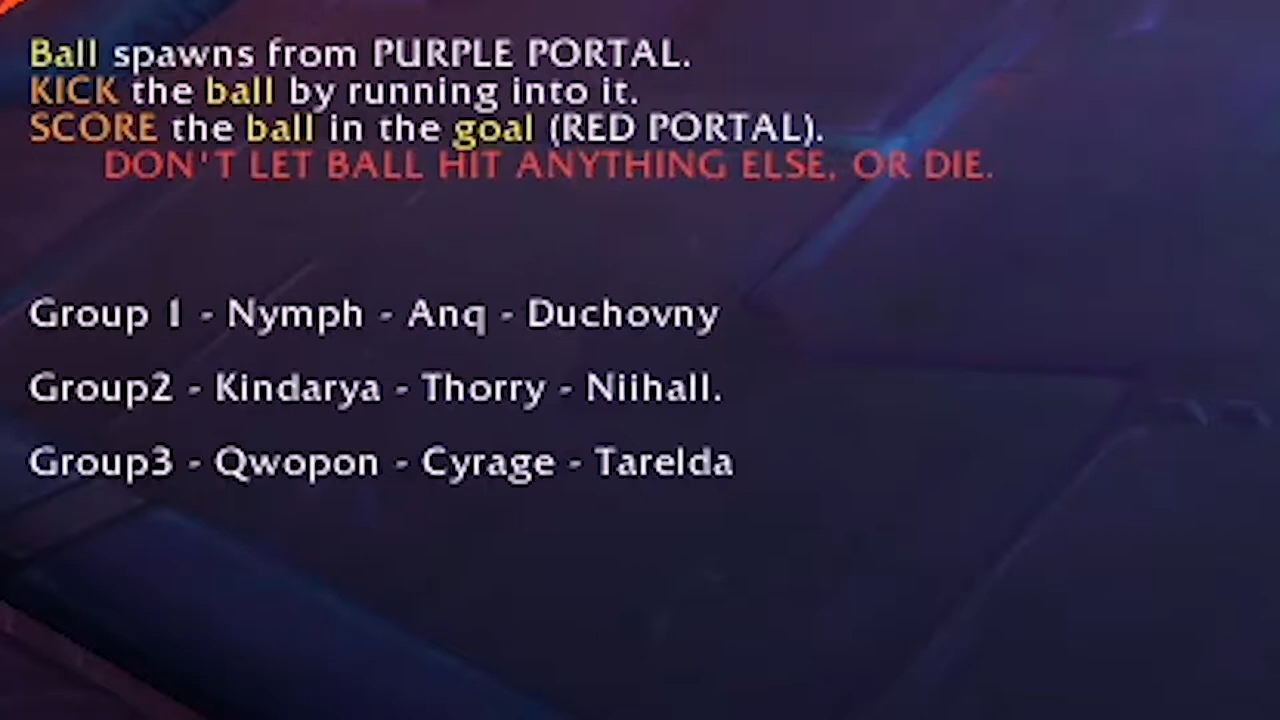 Ball spawns from PURPLE PORTAL.
KICK the ball by running into it.
SCORE the ball in the goal (RED PORTAL).
DON'T LET BALL HIT ANYTHING ELSE, OR DIE.
Group 1 - Nymph - Anq - Duchovny
Group2 - Kindarya - Thorry - Niihall.
Group3 - Qwopon - Cyrage - Tarelda